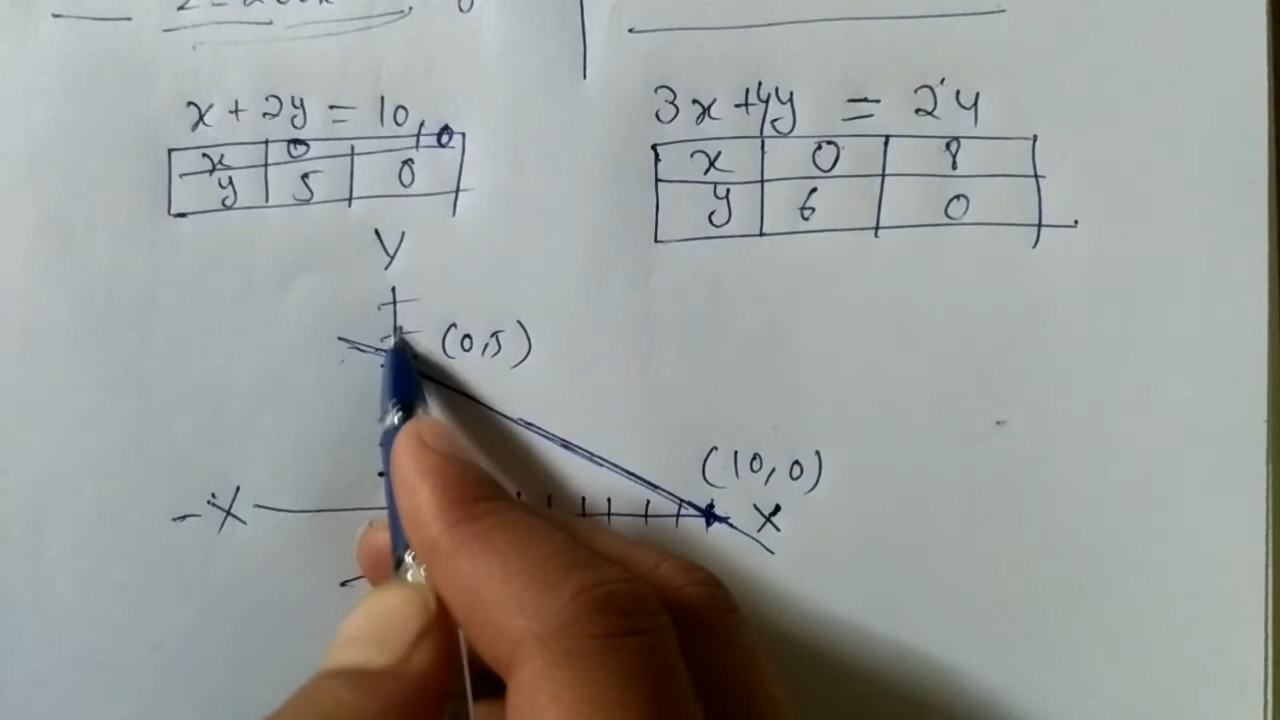 x + 2y = 10
x 0 10
y 5 0
3x + 4y = 24
x 0 8
y 6 0
Y
(0,5)
(10,0)
-X X